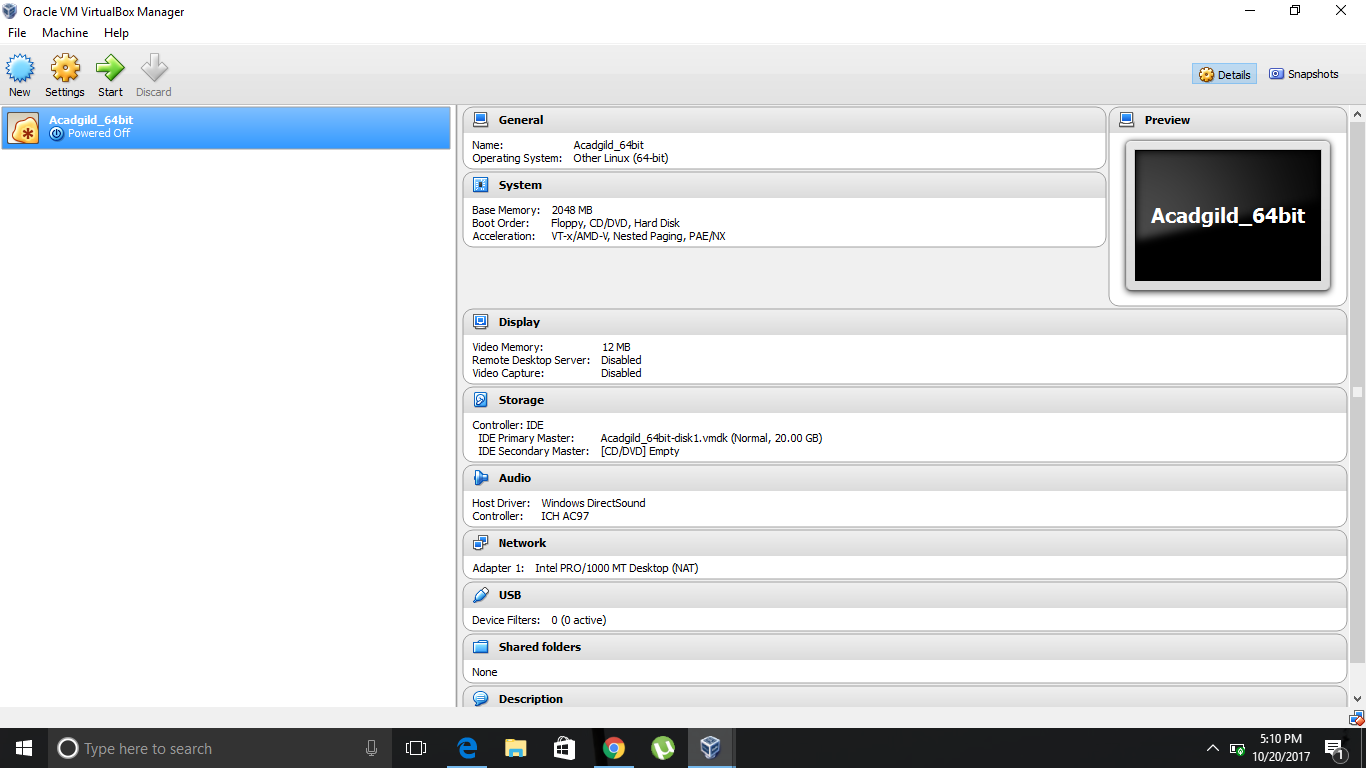 Oracle VM VirtualBox Manager
File Machine Help
New Settings Start Discard
Details Snapshots
Acadgild_64bit
Powered Off
General
Name: Acadgild_64bit
Operating System: Other Linux (64-bit)
System
Base Memory: 2048 MB
Boot Order: Floppy, CD/DVD, Hard Disk
Acceleration: VT-x/AMD-V, Nested Paging, PAE/NX
Preview
Acadgild_64bit
Display
Video Memory: 12 MB
Remote Desktop Server: Disabled
Video Capture: Disabled
Storage
Controller: IDE
IDE Primary Master: Acadgild_64bit-disk1.vmdk (Normal, 20.00 GB)
IDE Secondary Master: [CD/DVD] Empty
Audio
Host Driver: Windows DirectSound
Controller: ICH AC97
Network
Adapter 1: Intel PRO/1000 MT Desktop (NAT)
USB
Device Filters: 0 (0 active)
Shared folders
None
Description
Type here to search
5:10 PM
10/20/2017
1